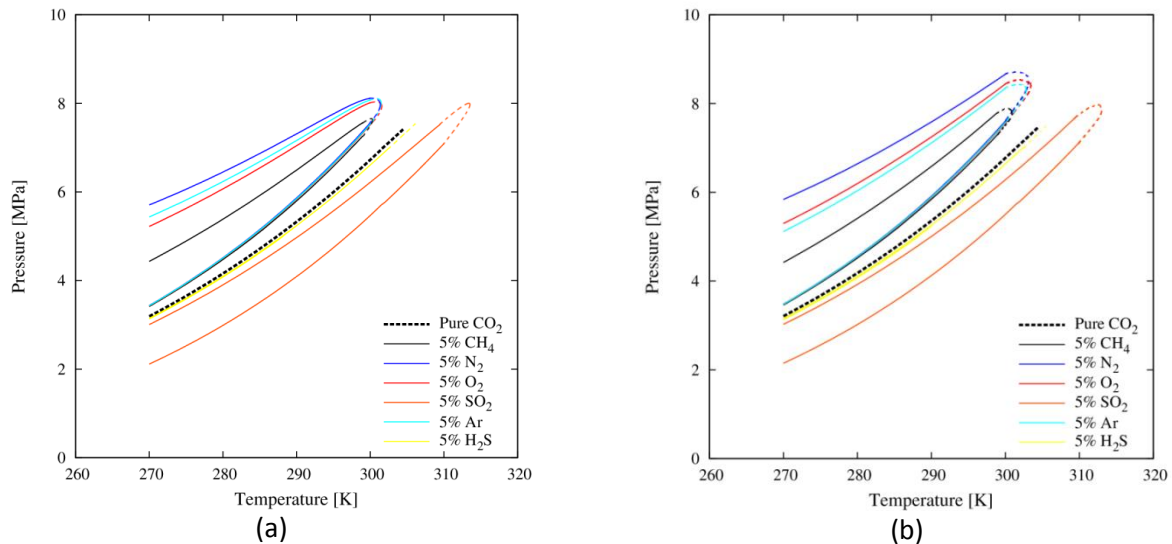 10
8
6
4
2
0
Pressure [MPa]
Pure CO2
5% CH4
5% N2
5% O2
5% SO2
5% Ar
5% H2S
260 270 280 290 300 310 320
Temperature [K]
(a)
10
8
6
4
2
0
Pressure [MPa]
Pure CO2
5% CH4
5% N2
5% O2
5% SO2
5% Ar
5% H2S
260 270 280 290 300 310 320
Temperature [K]
(b)